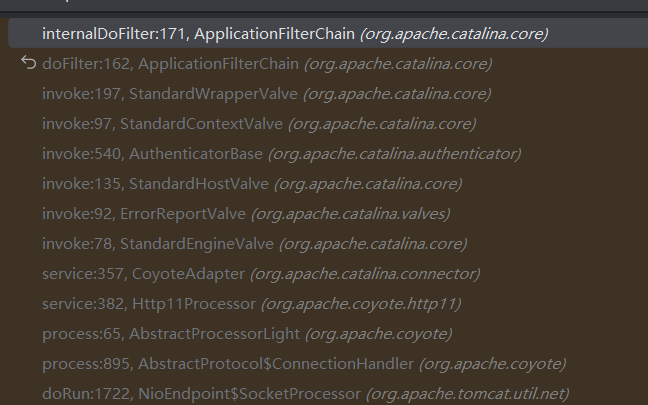 internalDoFilter:171, ApplicationFilterChain (org.apache.catalina.core)
doFilter:162, ApplicationFilterChain (org.apache.catalina.core)
invoke:197, StandardWrapperValve (org.apache.catalina.core)
invoke:97, StandardContextValve (org.apache.catalina.core)
invoke:540, AuthenticatorBase (org.apache.catalina.authenticator)
invoke:135, StandardHostValve (org.apache.catalina.core)
invoke:92, ErrorReportValve (org.apache.catalina.valves)
invoke:78, StandardEngineValve (org.apache.catalina.core)
service:357, CoyoteAdapter (org.apache.catalina.connector)
service:382, Http11Processor (org.apache.coyote.http11)
process:65, AbstractProcessorLight (org.apache.coyote)
process:895, AbstractProtocol$ConnectionHandler (org.apache.coyote)
doRun:1722, NioEndpoint$SocketProcessor (org.apache.tomcat.util.net)